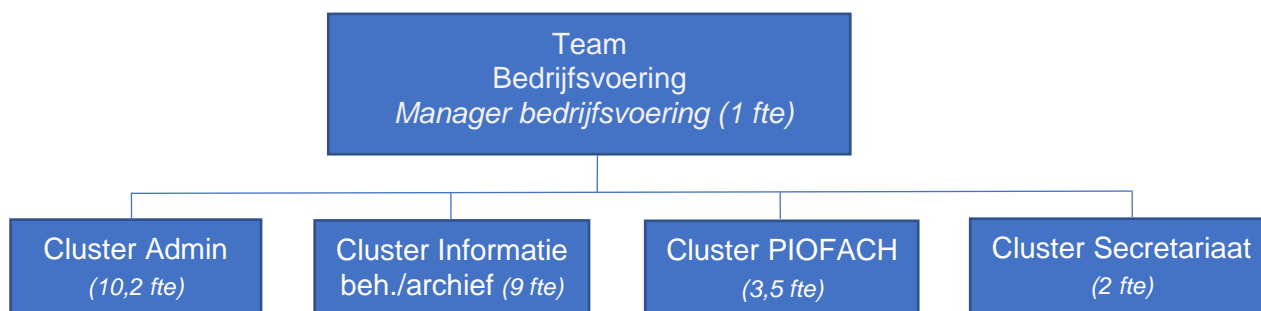 Team
Bedrijfsvoering
Manager bedrijfsvoering (1 fte)
Cluster Admin
(10,2 fte)
Cluster Informatie
beh./archief (9 fte)
Cluster PIOFACH
(3,5 fte)
Cluster Secretariaat
(2 fte)